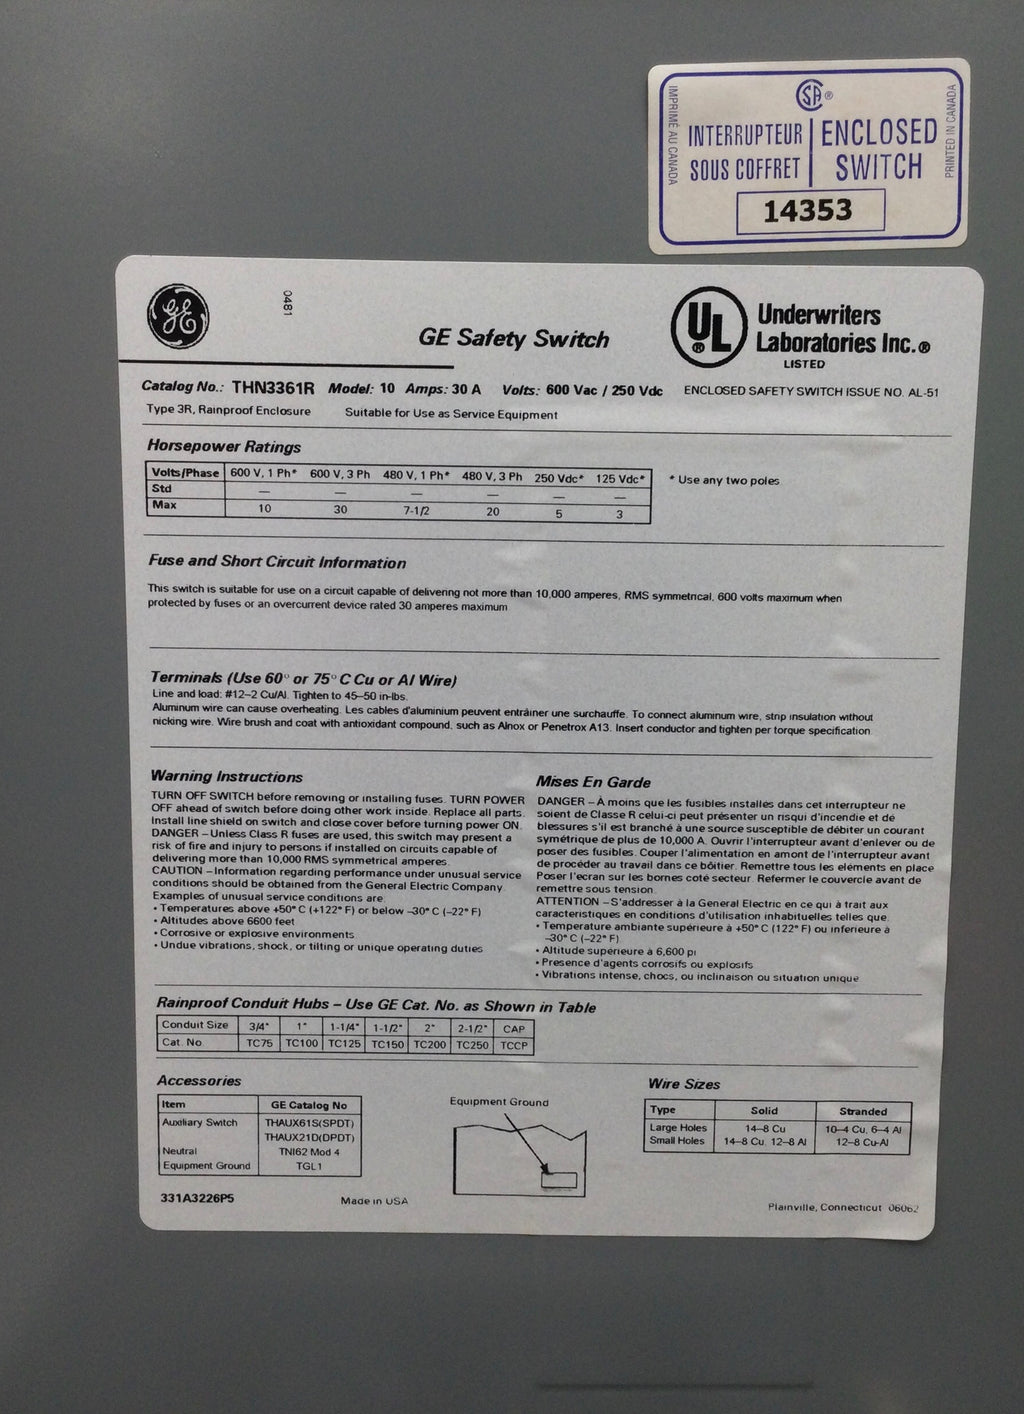 CSA®
IMPRIMÉ AU CANADA
INTERRUPTEUR SOUS COFFRET
ENCLOSED SWITCH
PRINTED IN CANADA
14353
GE
0481
GE Safety Switch
UL®
Underwriters
Laboratories Inc.®
LISTED
Catalog No.: THN3361R Model: 10 Amps: 30 A Volts: 600 Vac / 250 Vdc ENCLOSED SAFETY SWITCH ISSUE NO. AL-51
Type 3R, Rainproof Enclosure Suitable for Use as Service Equipment
Horsepower Ratings
Volts/Phase 600 V, 1 Ph* 600 V, 3 Ph 480 V, 1 Ph* 480 V, 3 Ph 250 Vdc* 125 Vdc* * Use any two poles
Std — — — — — —
Max 10 30 7-1/2 20 5 3
Fuse and Short Circuit Information
This switch is suitable for use on a circuit capable of delivering not more than 10,000 amperes, RMS symmetrical, 600 volts maximum when
protected by fuses or an overcurrent device rated 30 amperes maximum
Terminals (Use 60° or 75° C Cu or Al Wire)
Line and load: #12–2 Cu/Al. Tighten to 45–50 in-lbs.
Aluminum wire can cause overheating. Les cables d'aluminium peuvent entraîner une surchauffe. To connect aluminum wire, strip insulation without
nicking wire. Wire brush and coat with antioxidant compound, such as Alnox or Penetrox A13. Insert conductor and tighten per torque specification
Warning Instructions
TURN OFF SWITCH before removing or installing fuses. TURN POWER
OFF ahead of switch before doing other work inside. Replace all parts.
Install line shield on switch and close cover before turning power ON.
DANGER – Unless Class R fuses are used, this switch may present a
risk of fire and injury to persons if installed on circuits capable of
delivering more than 10,000 RMS symmetrical amperes.
CAUTION – Information regarding performance under unusual service
conditions should be obtained from the General Electric Company.
Examples of unusual service conditions are
• Temperatures above +50° C (+122° F) or below –30° C (–22° F)
• Altitudes above 6600 feet
• Corrosive or explosive environments
• Undue vibrations, shock, or tilting or unique operating duties
Mises En Garde
DANGER – À moins que les fusibles installes dans cet interrupteur ne
soient de Classe R celui-ci peut présenter un risqui d'incendie et dé
blessures s'il est branché à une source susceptible de débiter un courant
symétrique de plus de 10,000 A. Ouvrir l'interrupteur avant d'enlever ou de
poser des fusibles. Couper l'alimentation en amont de l'interrupteur avant
de procéder au travail dans ce bôitier. Remettre tous les eléments en place
Poser l'ecran sur les bornes coté secteur. Refermer le couvercle avant de
remettre sous tension.
ATTENTION – S'addresser à la General Electric en ce qui à trait aux
caractéristiques en conditions d'utilisation inhabituelles telles que.
• Temperature ambiante supérieure à +50° C (122° F) ou inferieure à
–30° C (–22° F)
• Altitude supérieure à 6,600 pi
• Presence d'agents corrosifs ou explosifs
• Vibrations intense, chocs, ou inclinaison ou situation unique
Rainproof Conduit Hubs – Use GE Cat. No. as Shown in Table
Conduit Size 3/4" 1" 1-1/4" 1-1/2" 2" 2-1/2" CAP
Cat. No TC75 TC100 TC125 TC150 TC200 TC250 TCCP
Accessories
Item GE Catalog No
Auxiliary Switch THAUX61S(SPDT)
THAUX21D(DPDT)
Neutral TNI62 Mod 4
Equipment Ground TGL1
Equipment Ground
Wire Sizes
Type Solid Stranded
Large Holes 14–8 Cu 10–4 Cu, 6–4 Al
Small Holes 14–8 Cu, 12–8 Al 12–8 Cu-Al
331A3226P5 Made in USA Plainville, Connecticut 06062